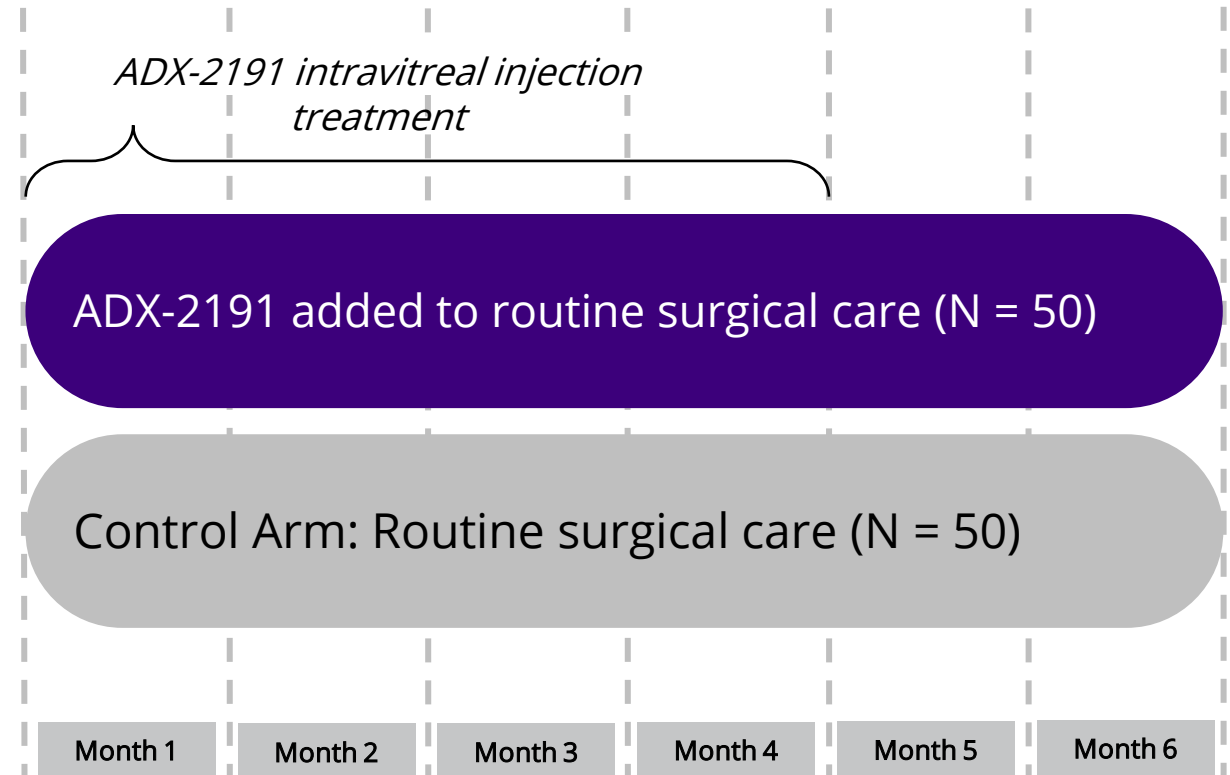 ADX-2191 intravitreal injection
treatment
ADX-2191 added to routine surgical care (N = 50)
Control Arm: Routine surgical care (N = 50)
Month 1
Month 2
Month 3
Month 4
Month 5
Month 6